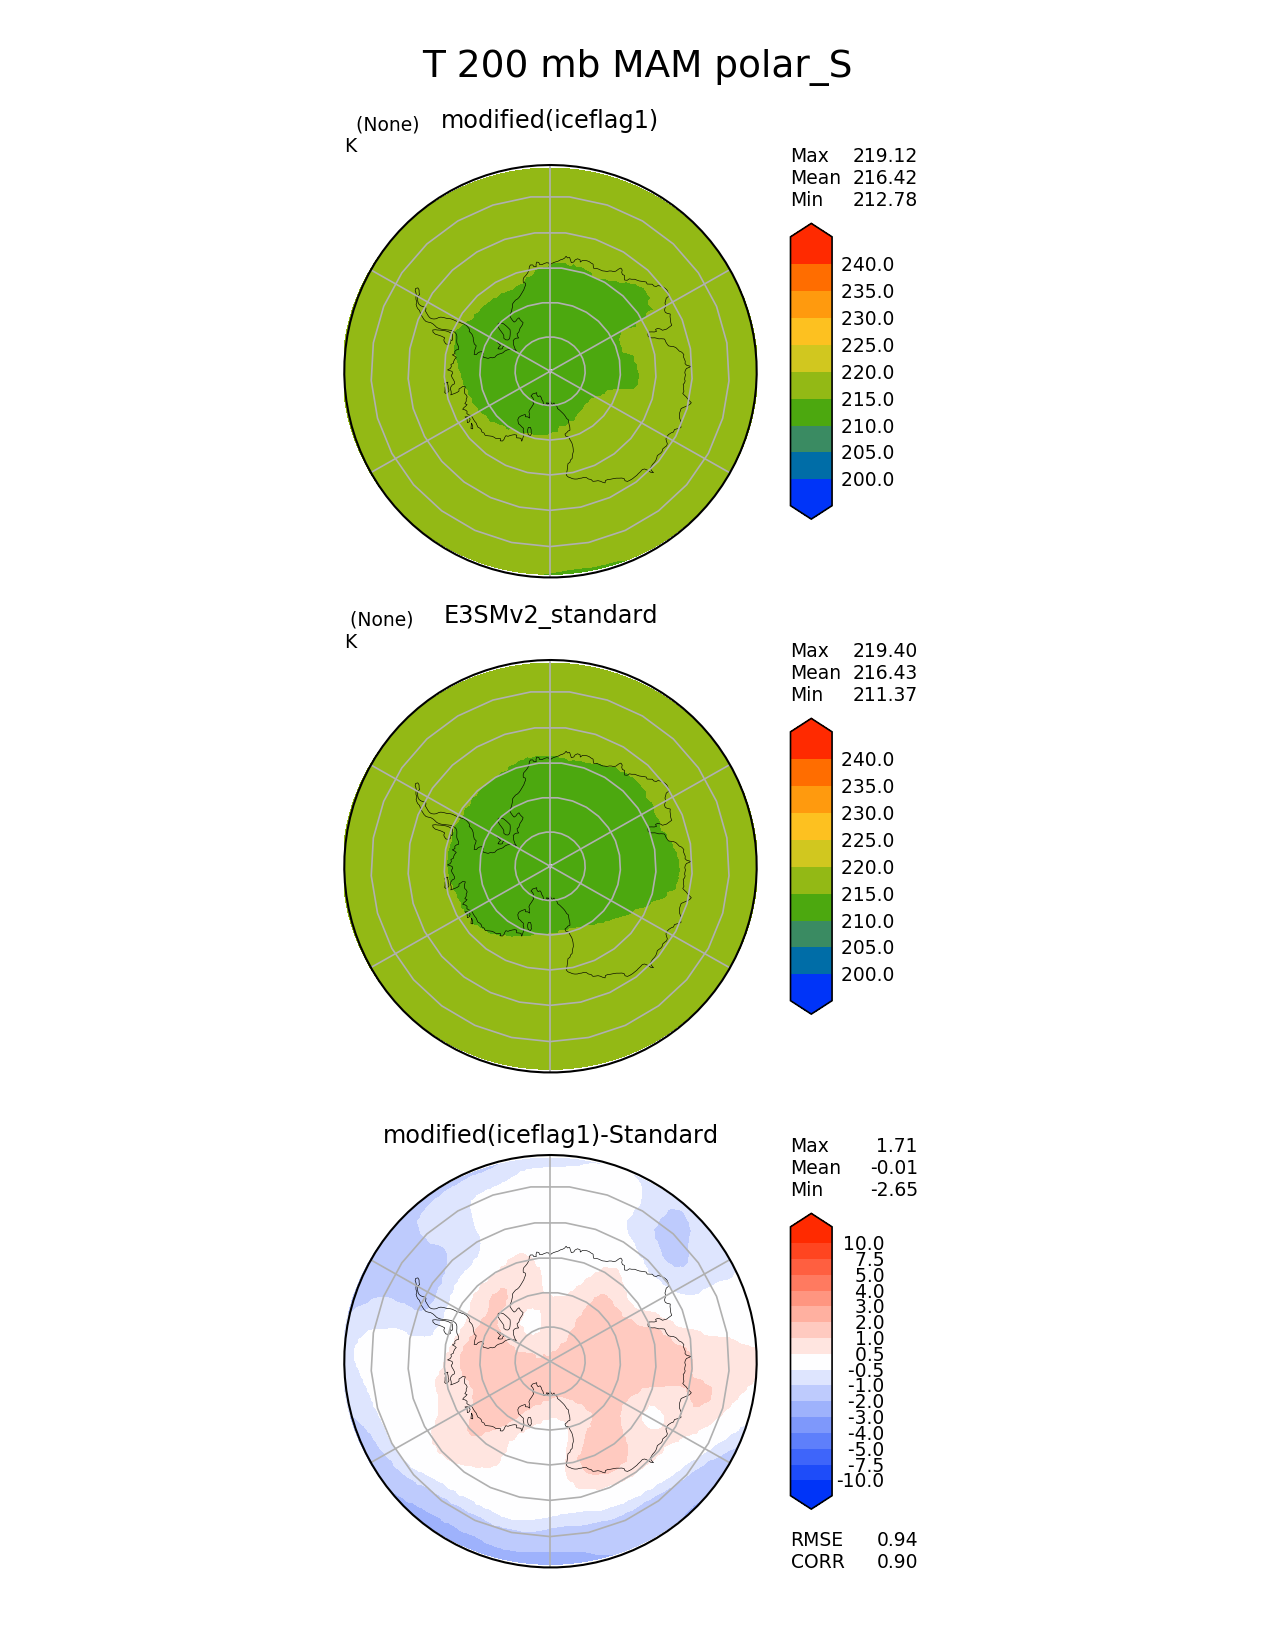 T 200 mb MAM polar_S
(None) modified(iceflag1)
K
Max 219.12
Mean 216.42
Min 212.78
240.0
235.0
230.0
225.0
220.0
215.0
210.0
205.0
200.0
(None) E3SMv2_standard
K
Max 219.40
Mean 216.43
Min 211.37
240.0
235.0
230.0
225.0
220.0
215.0
210.0
205.0
200.0
modified(iceflag1)-Standard
Max 1.71
Mean -0.01
Min -2.65
10.0
7.5
5.0
4.0
3.0
2.0
1.0
0.5
-0.5
-1.0
-2.0
-3.0
-4.0
-5.0
-7.5
-10.0
RMSE 0.94
CORR 0.90